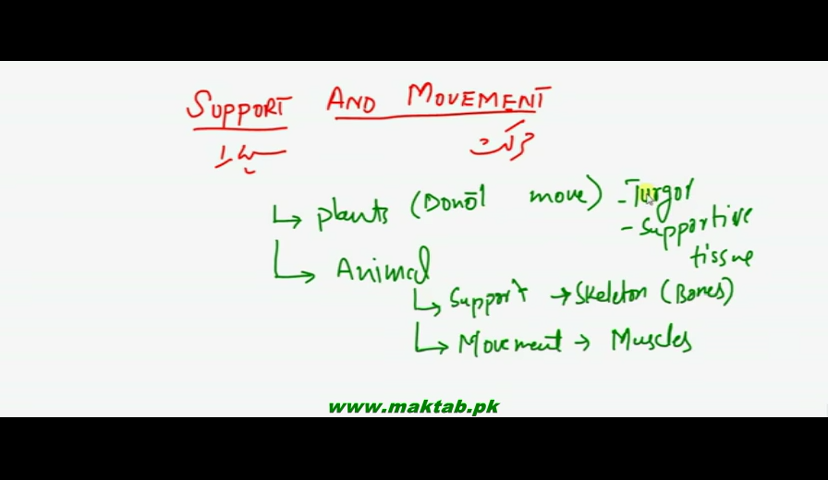 SUPPORT AND MOVEMENT
سہارا حرکت
↳ Plants (Donot move) - Turgor
- Supportive
tissue
↳ Animal
↳ Support → Skeleton (Bones)
↳ Movement → Muscles
www.maktab.pk